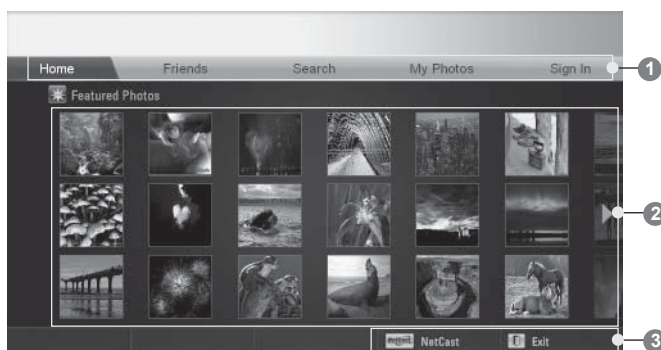 Home Friends Search My Photos Sign In
1
Featured Photos
2
NetCast Exit
3